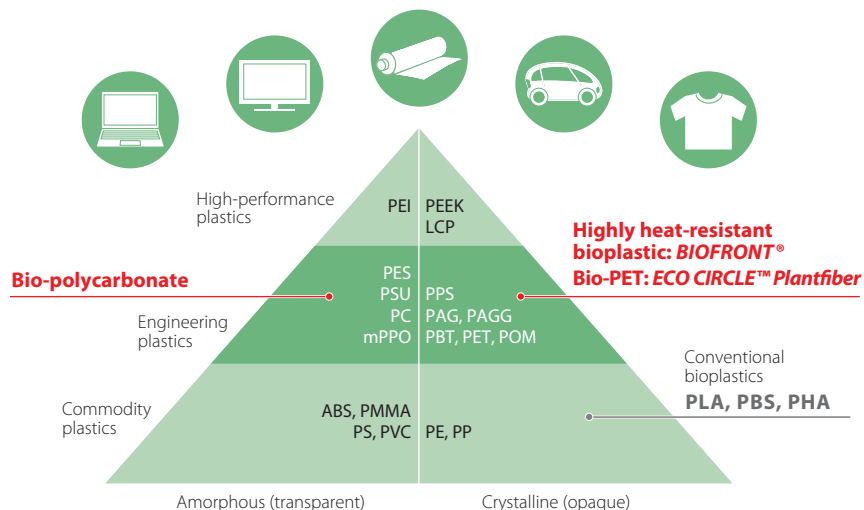 High-performance
plastics
PEI
PEEK
LCP
Highly heat-resistant
bioplastic: BIOFRONT®
Bio-PET: ECO CIRCLE™ Plantfiber
Bio-polycarbonate
Engineering
plastics
PES
PSU
PC
mPPO
PPS
PAG, PAGG
PBT, PET, POM
Conventional
bioplastics
PLA, PBS, PHA
Commodity
plastics
ABS, PMMA
PS, PVC
PE, PP
Amorphous (transparent)
Crystalline (opaque)